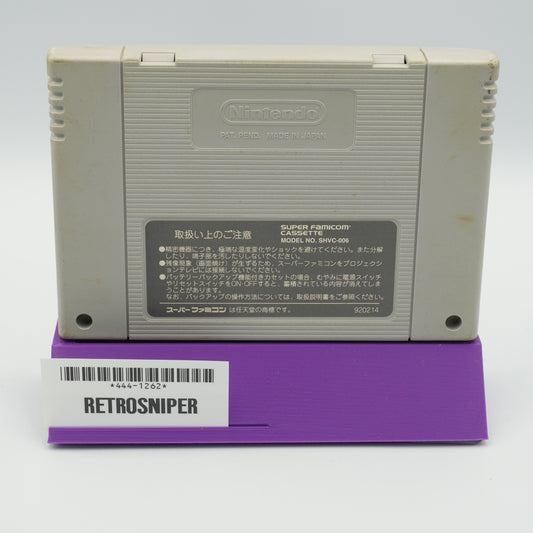 Nintendo
PAT. PEND. · MADE IN JAPAN
取扱い上のご注意
SUPER FAMICOM
CASSETTE
MODEL NO. SHVC-006
●精密機器につき、極端な温度変化やショックを避けてください。また分解
したり、端子部を汚したりしないでください。
●残像現象（画面焼け）が生ずるため、スーパーファミコンをプロジェクシ
ョンテレビには接続しないでください。
●バッテリーバックアップ機能付きカセットの場合、むやみに電源スイッチ
やリセットスイッチをON·OFFすると、蓄積されている内容が消えてしま
うことがあります。
なお、バックアップの操作方法については、取扱説明書をご参照ください。
スーパーファミコン は任天堂の商標です。
920214
*444-1262*
RETROSNIPER